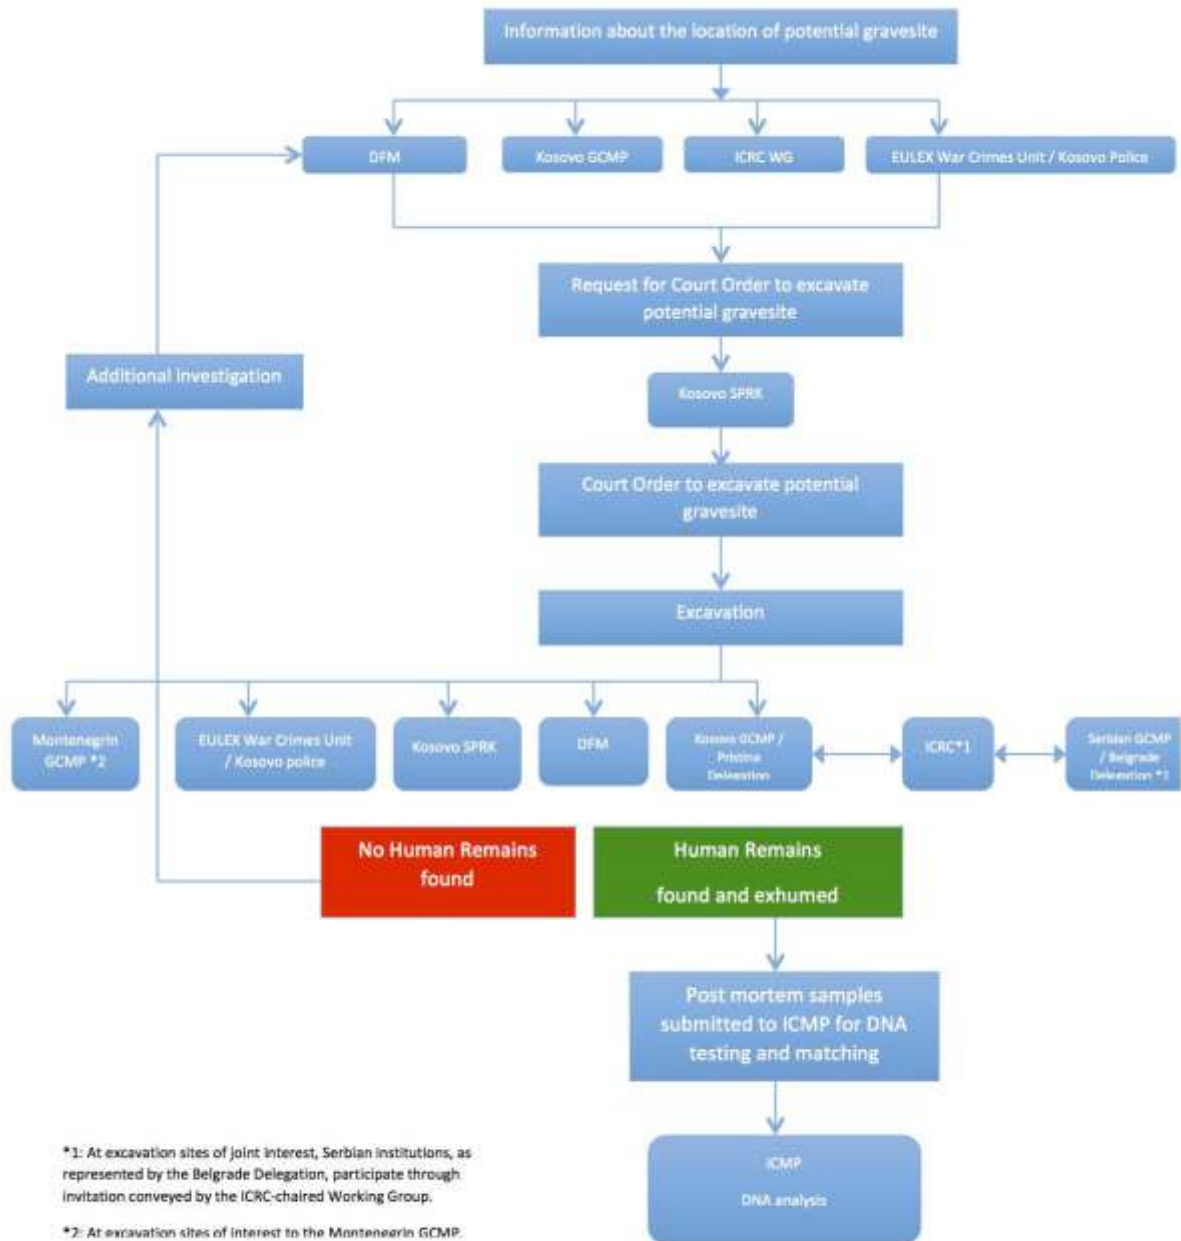 Information about the location of potential gravesite
DFM
Kosovo GCMP
ICRC WG
EULEX War Crimes Unit / Kosovo Police
Request for Court Order to excavate
potential gravesite
Additional investigation
Kosovo SPRK
Court Order to excavate potential
gravesite
Excavation
Montenegrin
GCMP *2
EULEX War Crimes Unit
/ Kosovo police
Kosovo SPRK
DFM
Kosovo GCMP /
Pristina
Delegation
ICRC*1
Serbian GCMP
/ Belgrade
Delegation *1
No Human Remains
found
Human Remains
found and exhumed
Post mortem samples
submitted to ICMP for DNA
testing and matching
ICMP
DNA analysis
*1: At excavation sites of joint interest, Serbian institutions, as
represented by the Belgrade Delegation, participate through
invitation conveyed by the ICRC-chaired Working Group.
*2: At excavation sites of interest to the Montenegrin GCMP.